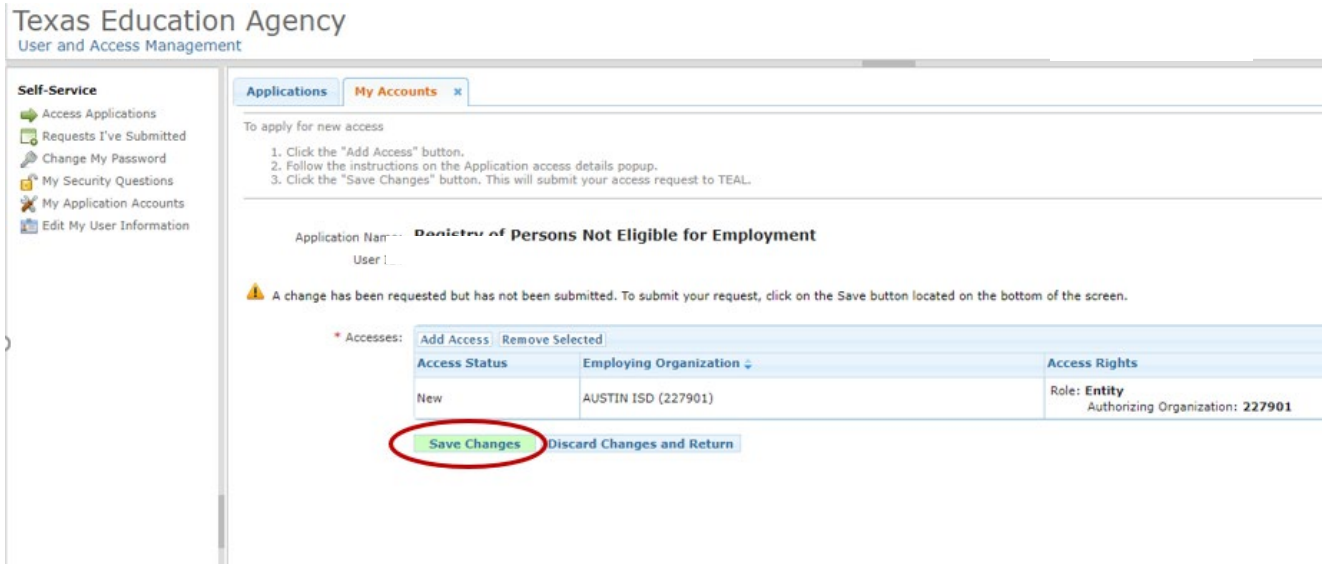 Texas Education Agency
User and Access Management
Self-Service
Access Applications
Requests I've Submitted
Change My Password
My Security Questions
My Application Accounts
Edit My User Information
Applications My Accounts x
To apply for new access
1. Click the "Add Access" button.
2. Follow the instructions on the Application access details popup.
3. Click the "Save Changes" button. This will submit your access request to TEAL.
Application Registry of Persons Not Eligible for Employment
User
A change has been requested but has not been submitted. To submit your request, click on the Save button located on the bottom of the screen.
* Accesses: Add Access Remove Selected
Access Status Employing Organization Access Rights
New AUSTIN ISD (227901) Role: Entity
Authorizing Organization: 227901
Save Changes Discard Changes and Return